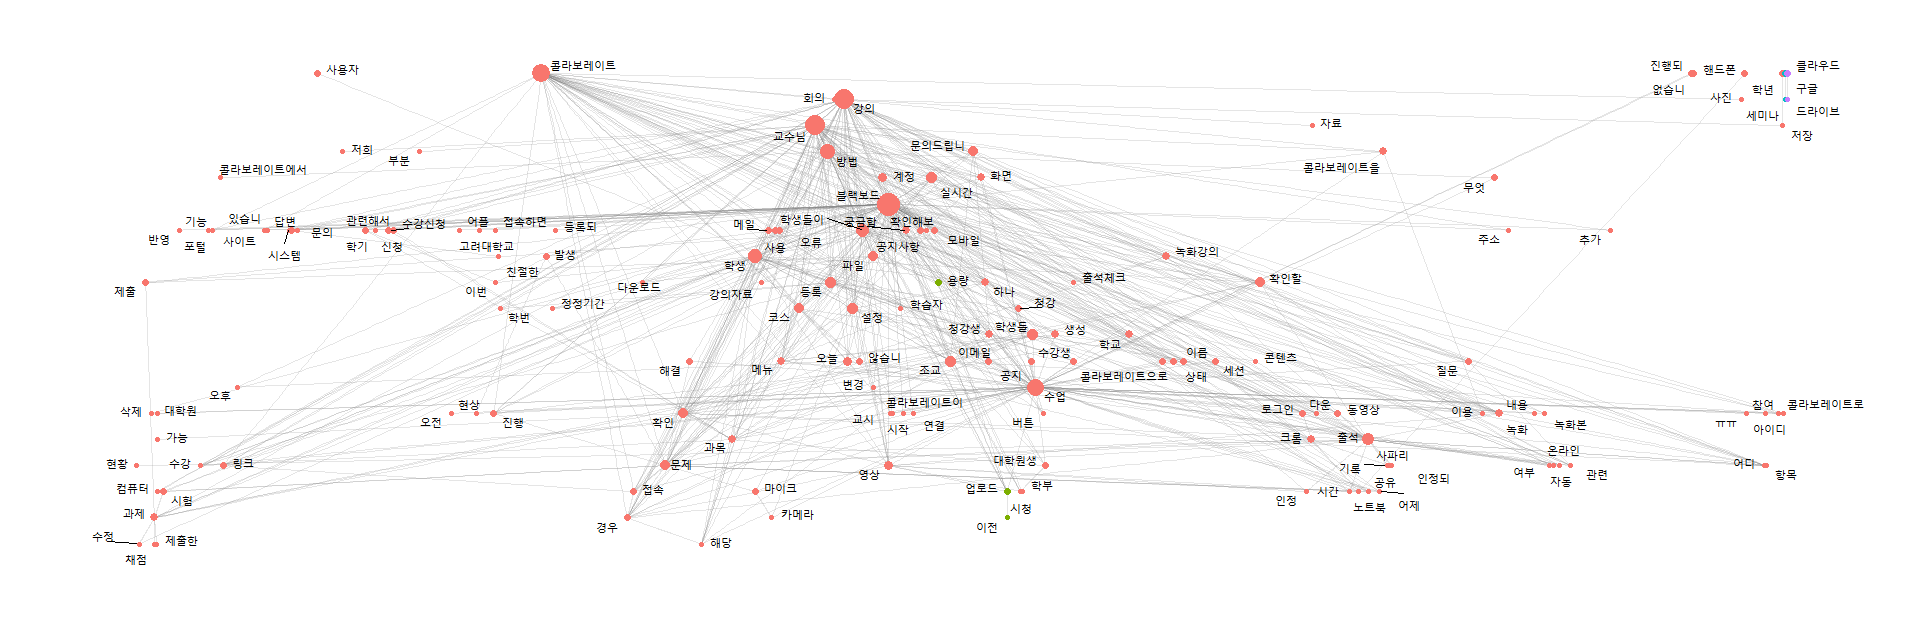 사용자
콜라보레이트
진행되
핸드폰
클라우드
없습니
회의
강의
사진
학년
구글
세미나
드라이브
저장
자료
교수님
저희
부분
방법
문의드립니
콜라보레이트에서
계정
실시간
화면
콜라보레이트을
무엇
블랙보드
기능
있습니
답변
관련해서
수강신청
어플
접속하면
등록되
메일
학생들이
궁금합
확인해보
반영
포털
사이트
시스템
문의
학기
신청
고려대학교
사용
오류
공지사항
모바일
주소
추가
친절한
발생
학생
파일
녹화강의
제출
이번
다운로드
강의자료
등록
용량
하나
출석체크
확인할
학번
정정기간
코스
설정
학습자
청강
청강생
학생들
생성
학교
해결
메뉴
오늘
않습니
조교
이메일
수강생
이름
상태
세션
콘텐츠
질문
오후
변경
공지
수업
콜라보레이트으로
삭제
대학원
오전
현상
진행
확인
교시
콜라보레이트이
시작
연결
버튼
로그인
다운
동영상
이용
내용
녹화
녹화본
참여
콜라보레이트로
ㅠㅠ
아이디
가능
과목
크롬
출석
현황
수강
링크
문제
영상
대학원생
기록
사파리
온라인
여부
자동
관련
어디
항목
컴퓨터
시험
접속
마이크
업로드
학부
시청
인정
시간
공유
인정되
노트북
어제
과제
경우
카메라
이전
수정
채점
제출한
해당